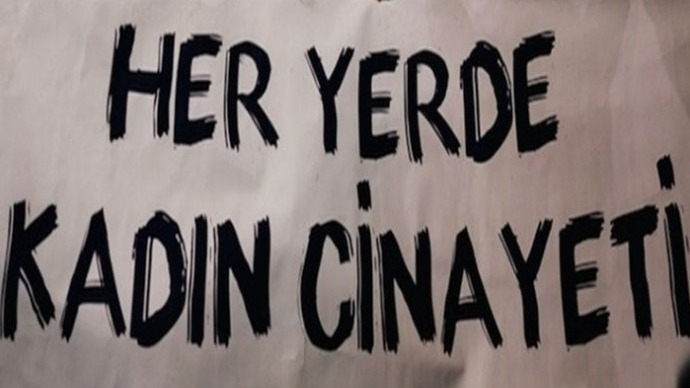 HER YERDE
KADIN CİNAYETİ